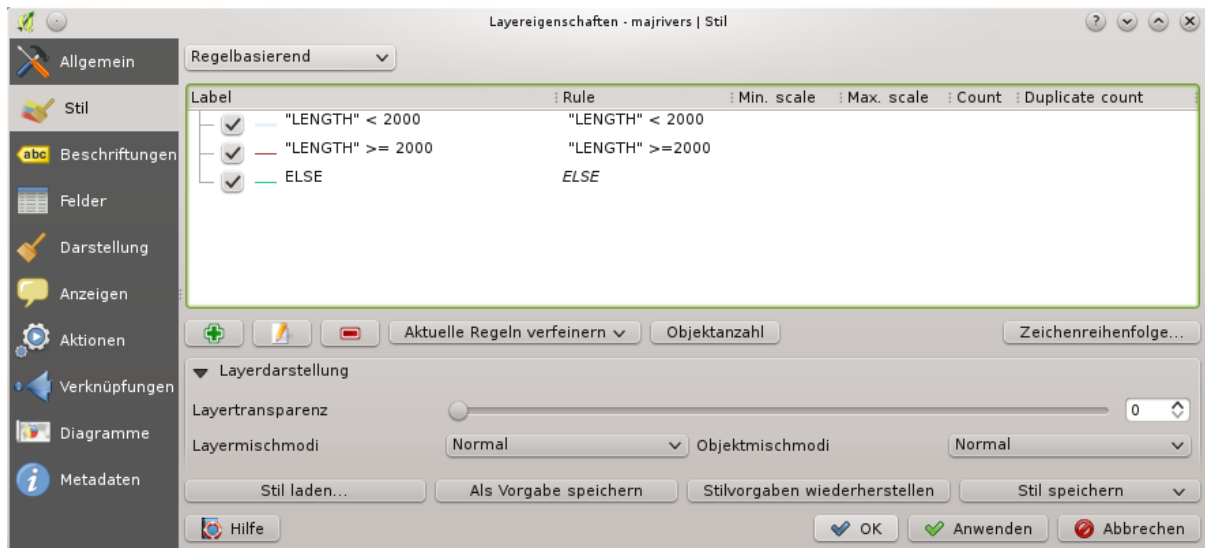 Layereigenschaften - majrivers | Stil
Allgemein
Stil
abc Beschriftungen
Felder
Darstellung
Anzeigen
Aktionen
Verknüpfungen
Diagramme
Metadaten
Regelbasierend
Label Rule Min. scale Max. scale Count Duplicate count
"LENGTH" < 2000 "LENGTH" < 2000
"LENGTH" >= 2000 "LENGTH" >=2000
ELSE ELSE
Aktuelle Regeln verfeinern Objektanzahl Zeichenreihenfolge...
Layerdarstellung
Layertransparenz 0
Layermischmodi Normal Objektmischmodi Normal
Stil laden... Als Vorgabe speichern Stilvorgaben wiederherstellen Stil speichern
Hilfe OK Anwenden Abbrechen